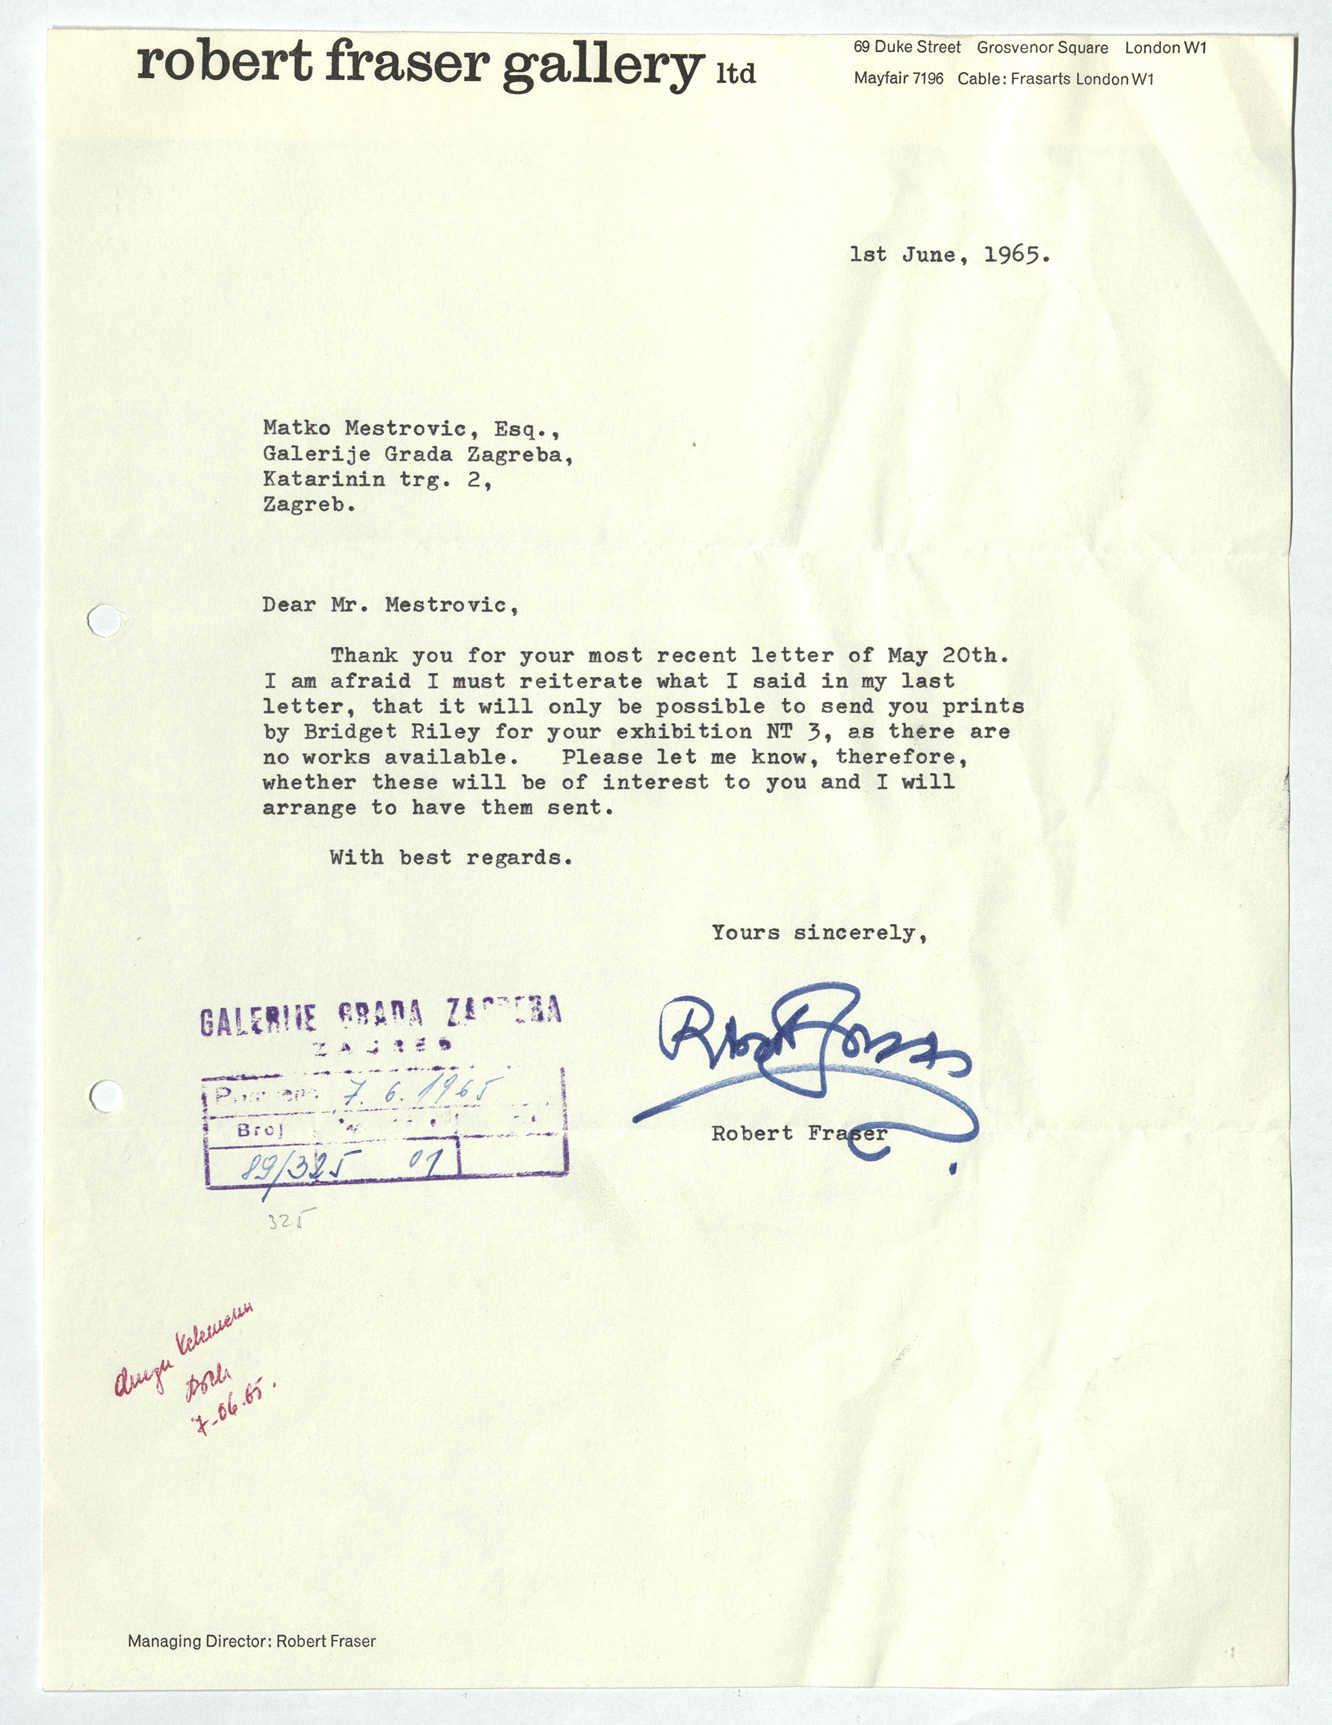 robert fraser gallery ltd
69 Duke Street Grosvenor Square London W1
Mayfair 7196 Cable: Frasarts London W1
1st June, 1965.
Matko Mestrovic, Esq.,
Galerije Grada Zagreba,
Katarinin trg. 2,
Zagreb.
Dear Mr. Mestrovic,
Thank you for your most recent letter of May 20th.
I am afraid I must reiterate what I said in my last
letter, that it will only be possible to send you prints
by Bridget Riley for your exhibition NT 3, as there are
no works available. Please let me know, therefore,
whether these will be of interest to you and I will
arrange to have them sent.
With best regards.
Yours sincerely,
Robert Fraser
Robert Fraser
GALERIJE GRADA ZAGREBA
ZAGREB
7. 6. 1965
Broj
89/325 01
325
7-06.65.
Managing Director: Robert Fraser